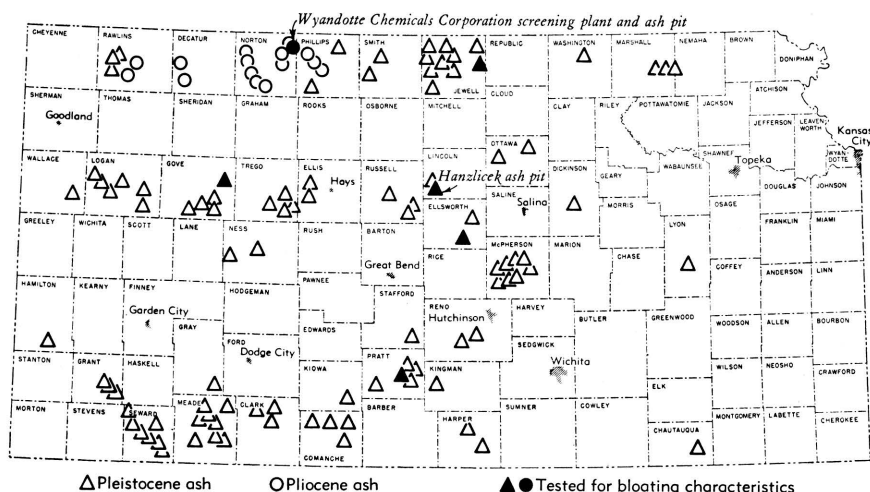 Wyandotte Chemicals Corporation screening plant and ash pit
CHEYENNE
RAWLINS
DECATUR
NORTON
PHILLIPS
SMITH
JEWELL
REPUBLIC
WASHINGTON
MARSHALL
NEMAHA
BROWN
DONIPHAN
SHERMAN
Goodland
THOMAS
SHERIDAN
GRAHAM
ROOKS
OSBORNE
MITCHELL
CLOUD
CLAY
RILEY
POTTAWATOMIE
JACKSON
ATCHISON
JEFFERSON
LEAVEN
WORTH
WYAN-
DOTTE
Kansas
City
WALLACE
LOGAN
GOVE
TREGO
ELLIS
Hays
RUSSELL
LINCOLN
Hanzlicek ash pit
OTTAWA
DICKINSON
GEARY
WABAUNSEE
SHAWNEE
Topeka
DOUGLAS
JOHNSON
GREELEY
WICHITA
SCOTT
LANE
NESS
RUSH
BARTON
Great Bend
ELLSWORTH
SALINE
Salina
MORRIS
LYON
OSAGE
FRANKLIN
MIAMI
HAMILTON
KEARNY
FINNEY
Garden City
HODGEMAN
PAWNEE
STAFFORD
RICE
McPHERSON
MARION
CHASE
COFFEY
ANDERSON
LINN
STANTON
GRANT
HASKELL
GRAY
FORD
Dodge City
EDWARDS
KIOWA
PRATT
RENO
Hutchinson
HARVEY
SEDGWICK
Wichita
BUTLER
GREENWOOD
WOODSON
ALLEN
BOURBON
MORTON
STEVENS
SEWARD
MEADE
CLARK
COMANCHE
BARBER
KINGMAN
HARPER
SUMNER
COWLEY
ELK
CHAUTAUQUA
WILSON
NEOSHO
CRAWFORD
MONTGOMERY
LABETTE
CHEROKEE
Pleistocene ash
Pliocene ash
Tested for bloating characteristics